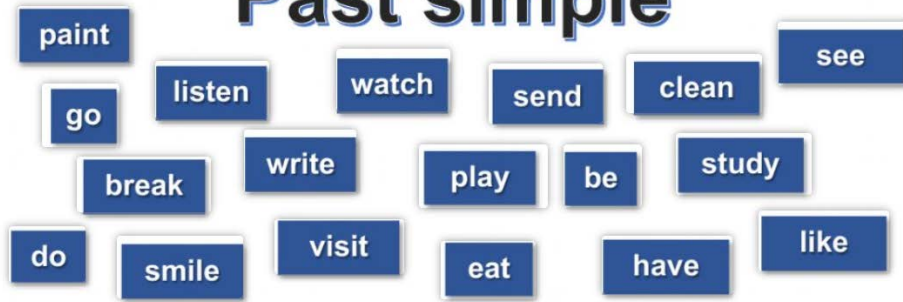 Past simple
paint
see
listen
watch
send
clean
go
write
play
be
study
break
do
smile
visit
eat
have
like